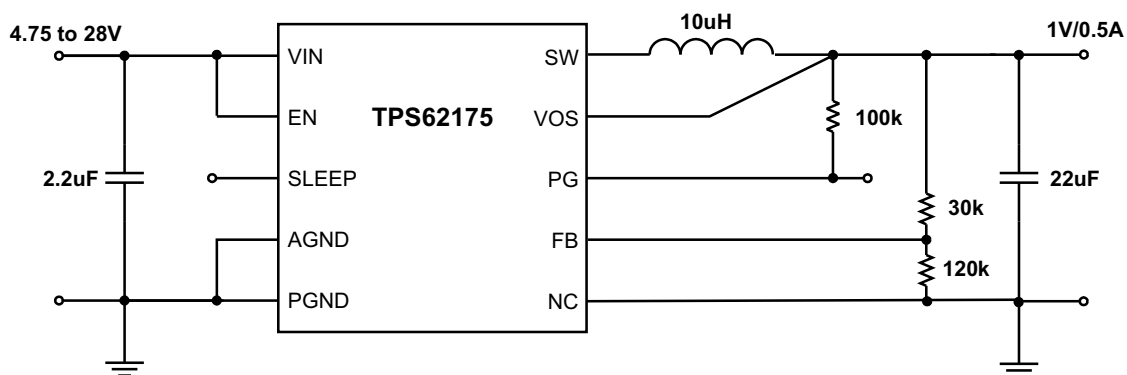 4.75 to 28V
10uH
1V/0.5A
VIN
SW
TPS62175
EN
VOS
100k
2.2uF
SLEEP
PG
22uF
30k
AGND
FB
120k
PGND
NC